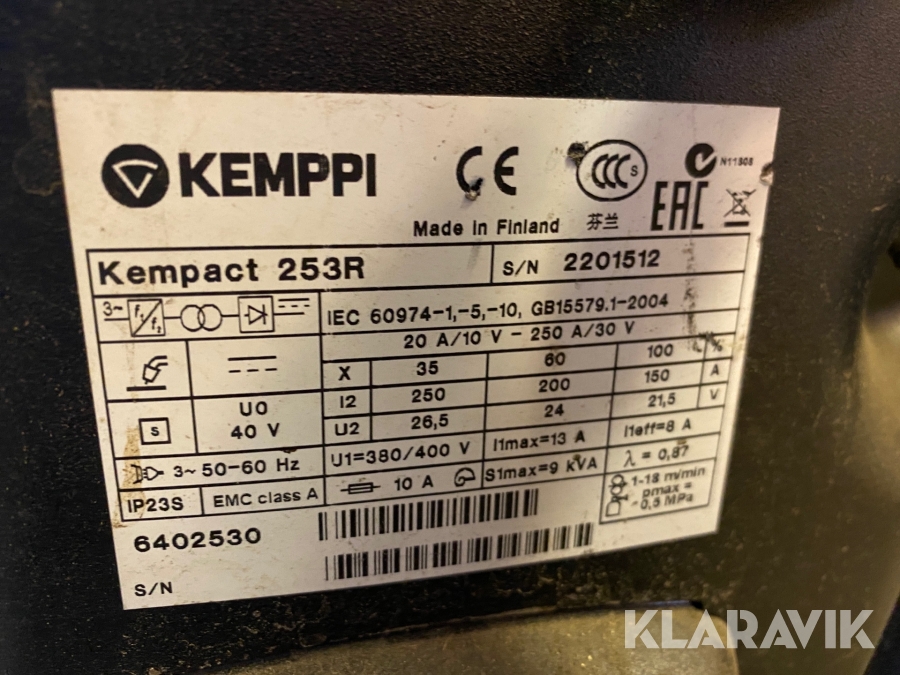 KEMPPI
CE
CCC S
N11808
Made in Finland
芬兰
EAC
Kempact 253R
S/N 2201512
3~ f1/f2
IEC 60974-1,-5,-10, GB15579.1-2004
20 A/10 V - 250 A/30 V
X 35 60 100 %
I2 250 200 150 A
U2 26,5 24 21,5 V
S
U0
40 V
3~ 50-60 Hz
U1=380/400 V
I1max=13 A
I1eff=8 A
IP23S
EMC class A
10 A
S1max=9 kVA
λ = 0,87
1-18 m/min
pmax =
0,5 MPa
6402530
S/N
KLARAVIK